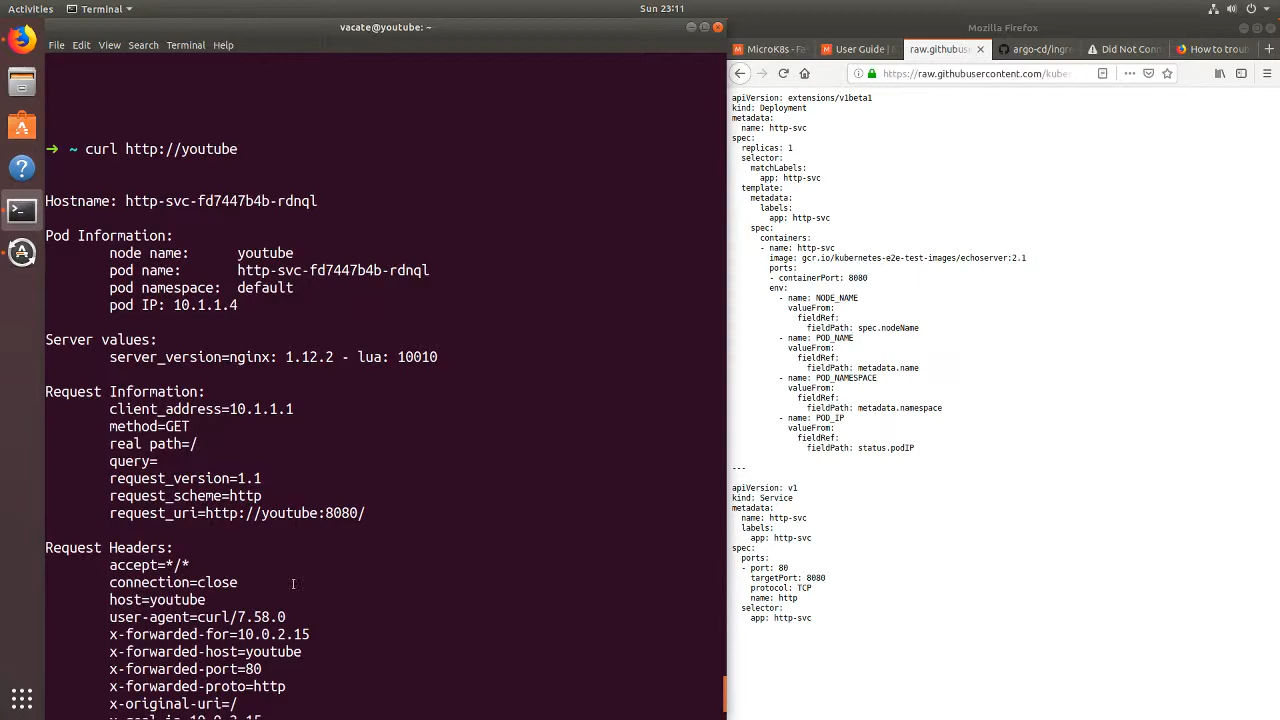 Activities
Terminal
Sun 23:11
vacate@youtube: ~
Mozilla Firefox
File Edit View Search Terminal Help
MicroK8s - Fa
User Guide |
raw.githubus
argo-cd/ingre
Did Not Conn
How to troub
https://raw.githubusercontent.com/kube
➜ ~ curl http://youtube
Hostname: http-svc-fd7447b4b-rdnql
Pod Information:
node name: youtube
pod name: http-svc-fd7447b4b-rdnql
pod namespace: default
pod IP: 10.1.1.4
Server values:
server_version=nginx: 1.12.2 - lua: 10010
Request Information:
client_address=10.1.1.1
method=GET
real path=/
query=
request_version=1.1
request_scheme=http
request_uri=http://youtube:8080/
Request Headers:
accept=*/*
connection=close
host=youtube
user-agent=curl/7.58.0
x-forwarded-for=10.0.2.15
x-forwarded-host=youtube
x-forwarded-port=80
x-forwarded-proto=http
x-original-uri=/
apiVersion: extensions/v1beta1
kind: Deployment
metadata:
name: http-svc
spec:
replicas: 1
selector:
matchLabels:
app: http-svc
template:
metadata:
labels:
app: http-svc
spec:
containers:
- name: http-svc
image: gcr.io/kubernetes-e2e-test-images/echoserver:2.1
ports:
- containerPort: 8080
env:
- name: NODE_NAME
valueFrom:
fieldRef:
fieldPath: spec.nodeName
- name: POD_NAME
valueFrom:
fieldRef:
fieldPath: metadata.name
- name: POD_NAMESPACE
valueFrom:
fieldRef:
fieldPath: metadata.namespace
- name: POD_IP
valueFrom:
fieldRef:
fieldPath: status.podIP
---
apiVersion: v1
kind: Service
metadata:
name: http-svc
labels:
app: http-svc
spec:
ports:
- port: 80
targetPort: 8080
protocol: TCP
name: http
selector:
app: http-svc